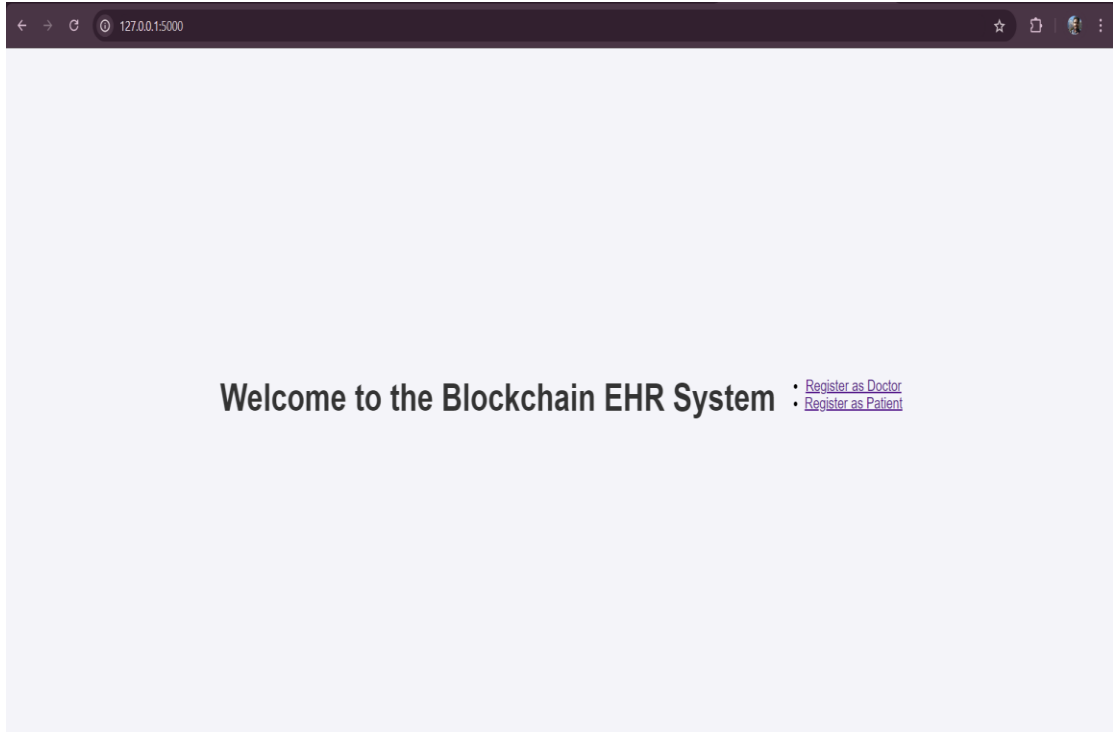 127.0.0.1:5000
Welcome to the Blockchain EHR System
• Register as Doctor
• Register as Patient